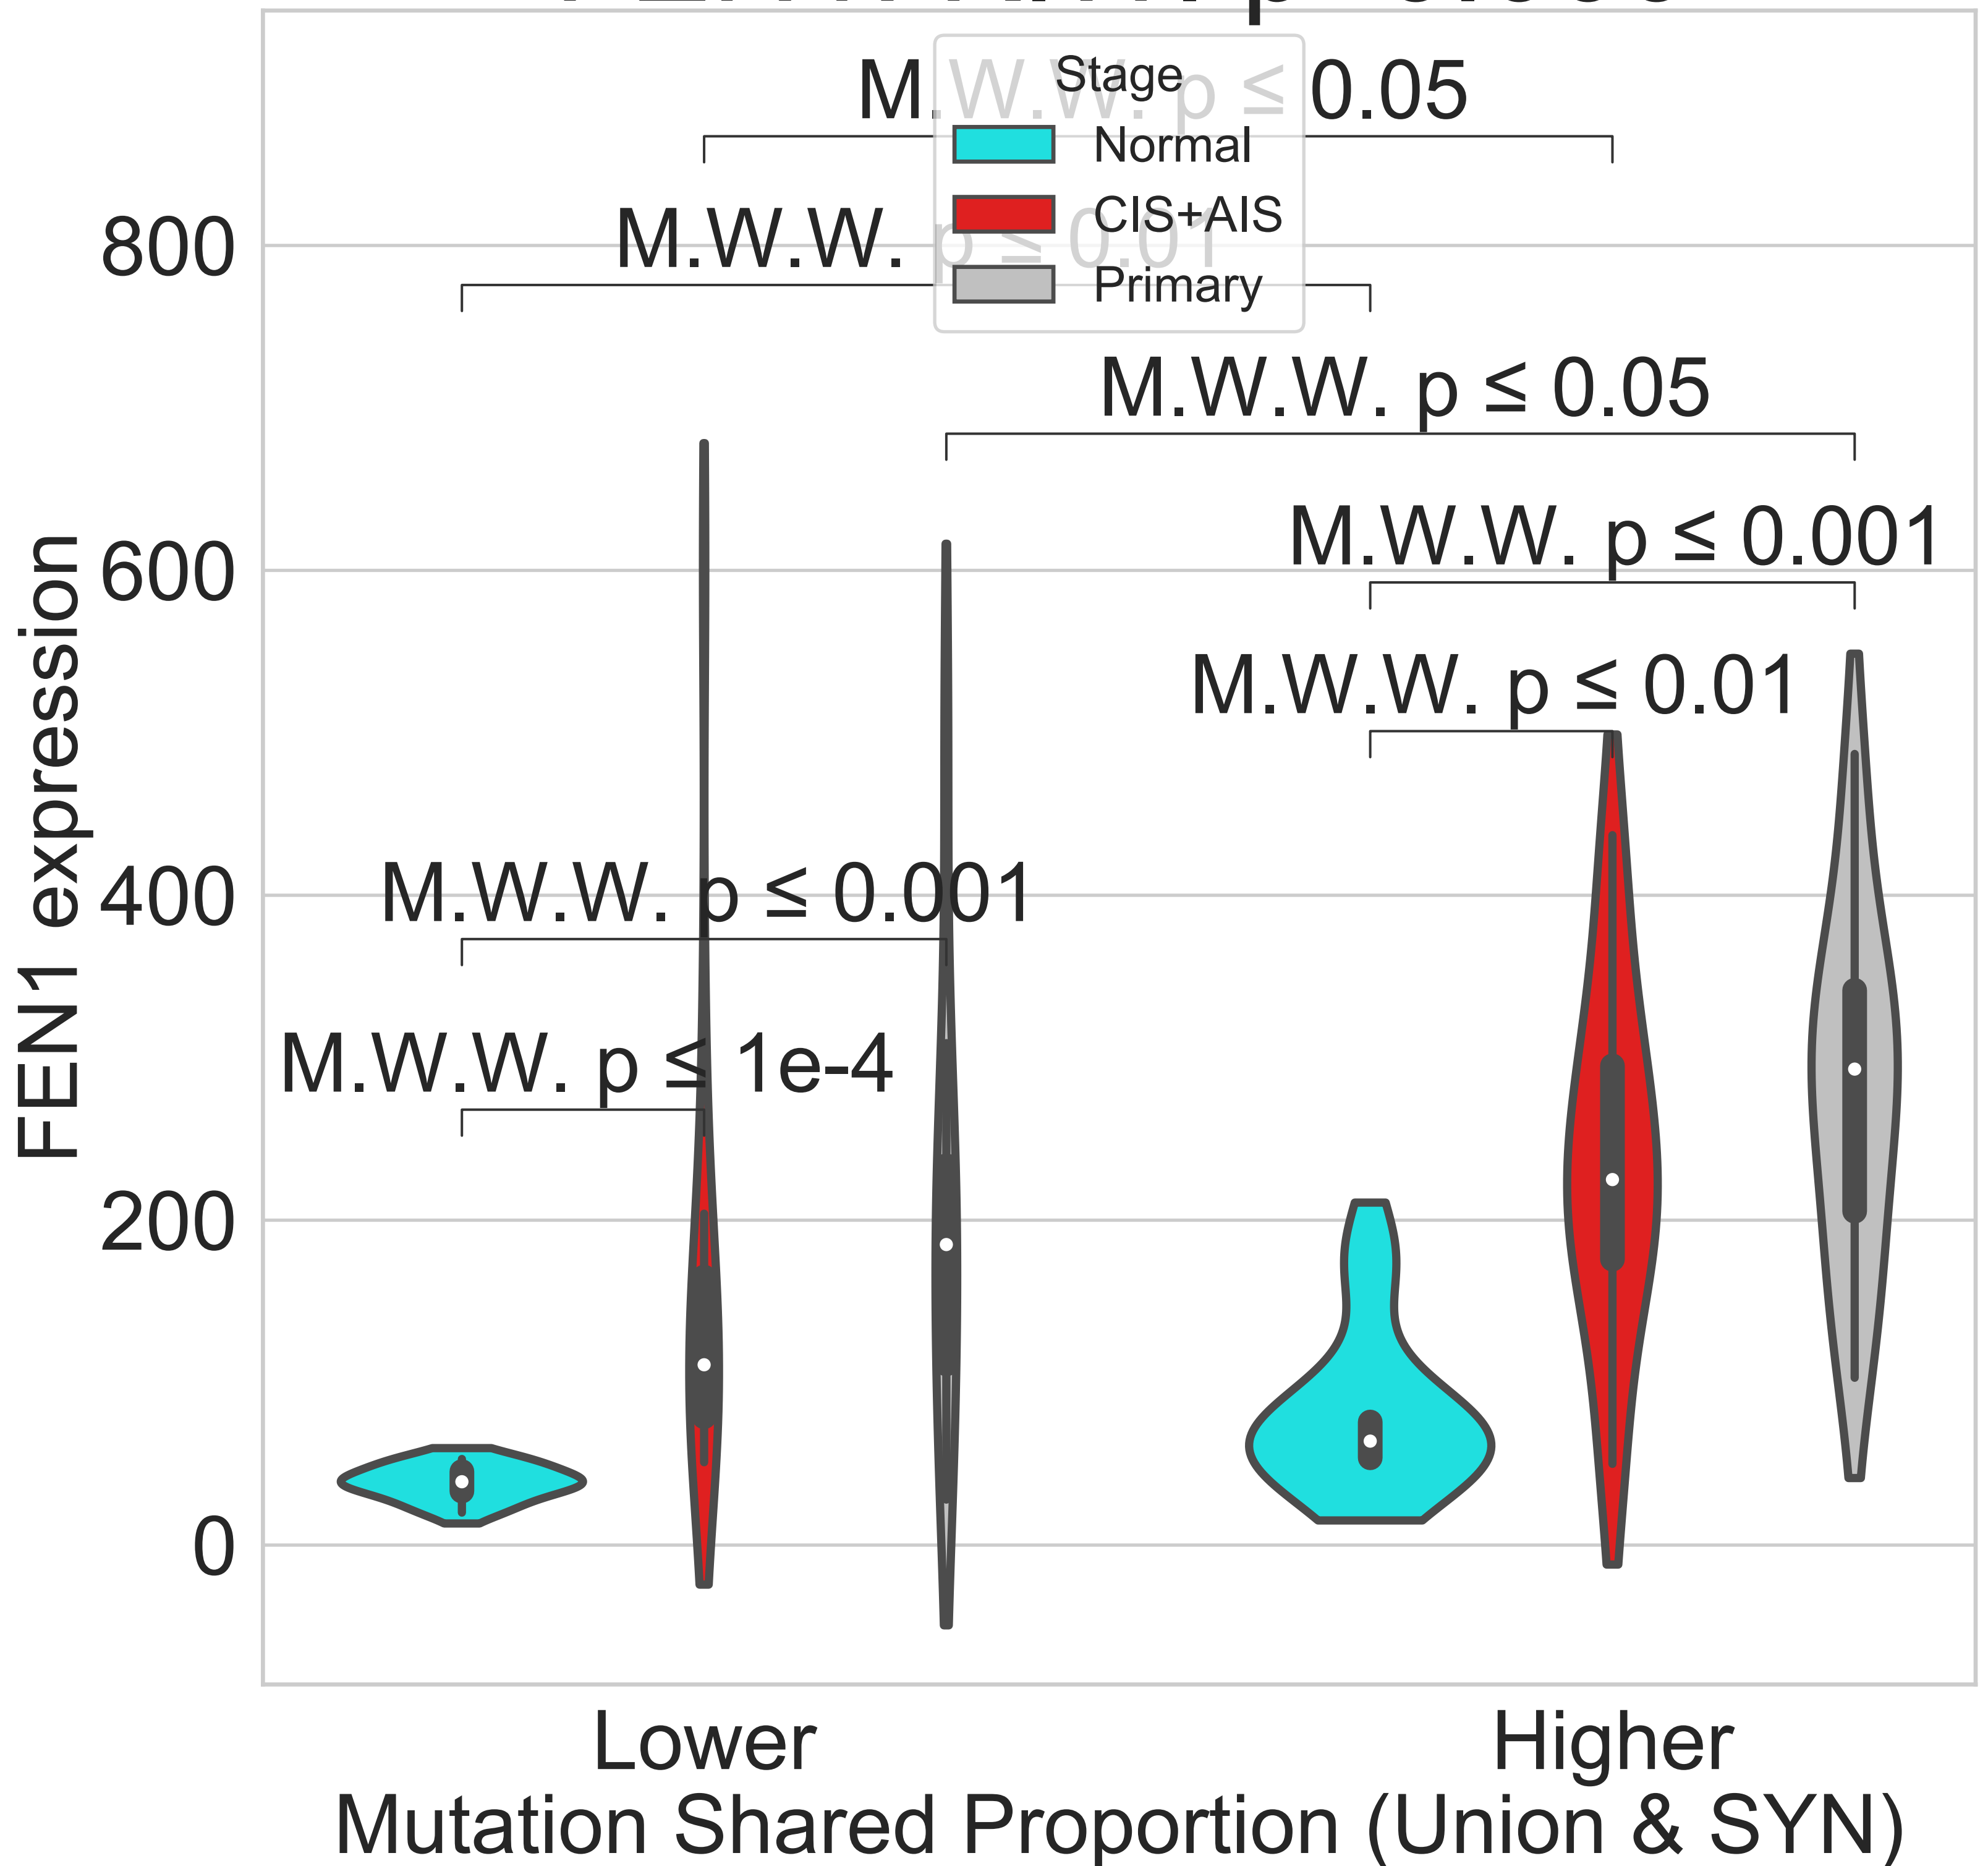 M.W.W. p ≤ 0.05
Stage
Normal
CIS+AIS
Primary
M.W.W. p ≤ 0.01
M.W.W. p ≤ 0.05
M.W.W. p ≤ 0.001
M.W.W. p ≤ 0.01
M.W.W. p ≤ 0.001
M.W.W. p ≤ 1e-4
FEN1 expression
800
600
400
200
0
Lower
Higher
Mutation Shared Proportion (Union & SYN)